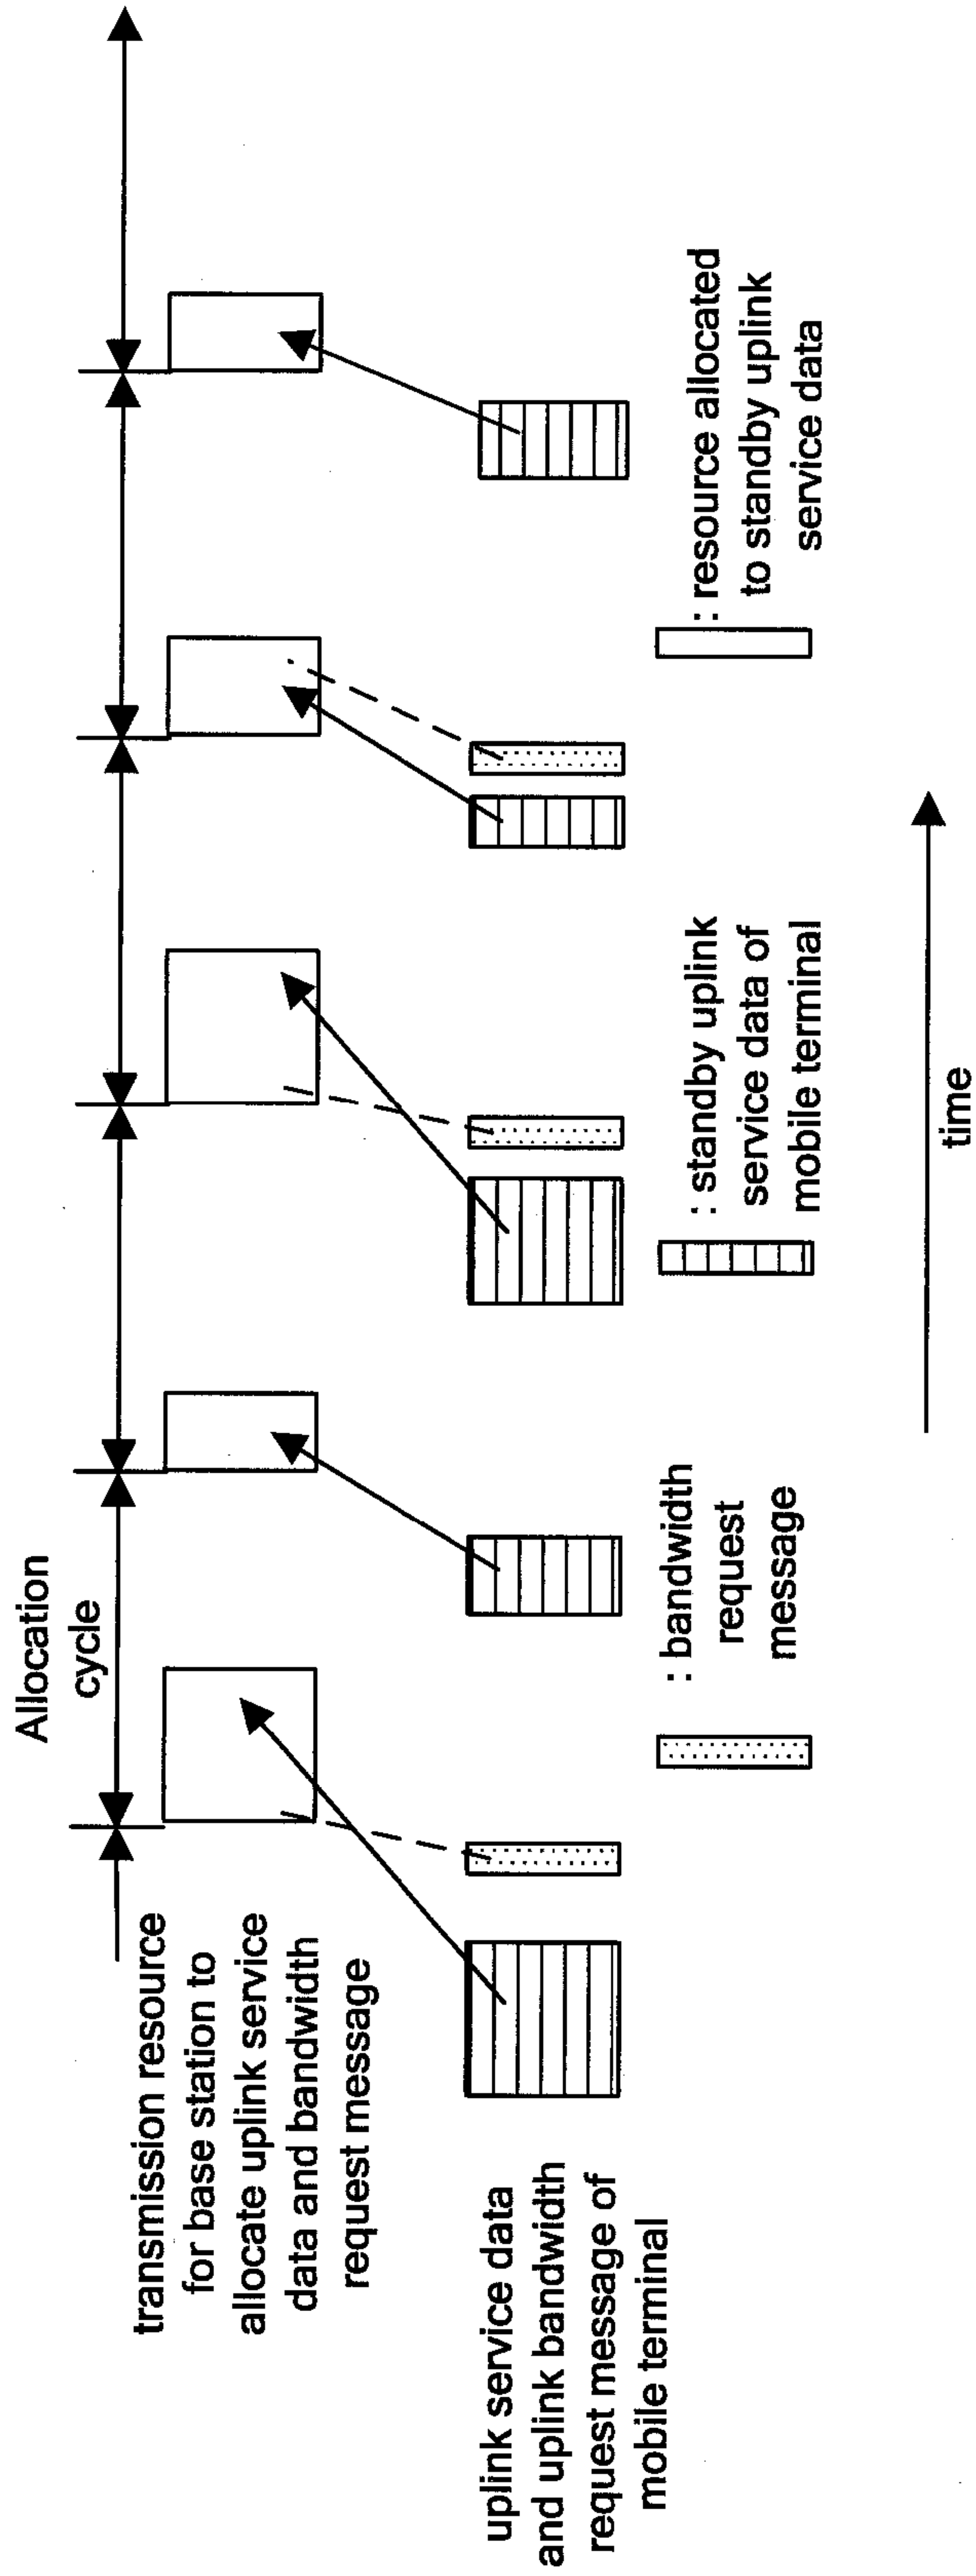 Allocation
cycle
transmission resource
for base station to
allocate uplink service
data and bandwidth
request message
uplink service data
and uplink bandwidth
request message of
mobile terminal
: bandwidth
request
message
: standby uplink
service data of
mobile terminal
: resource allocated
to standby uplink
service data
time